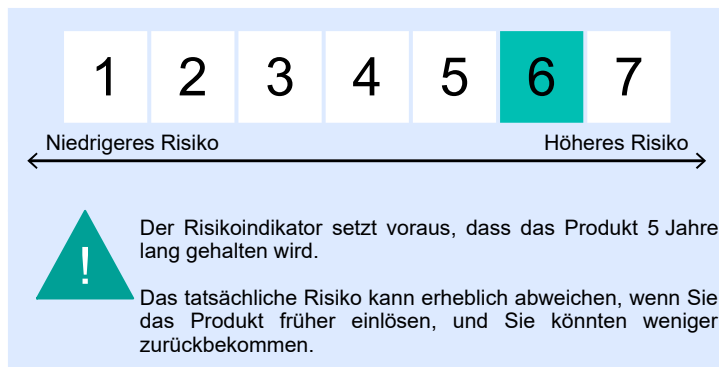 1 2 3 4 5 6 7
Niedrigeres Risiko Höheres Risiko
!
Der Risikoindikator setzt voraus, dass das Produkt 5 Jahre
lang gehalten wird.
Das tatsächliche Risiko kann erheblich abweichen, wenn Sie
das Produkt früher einlösen, und Sie könnten weniger
zurückbekommen.